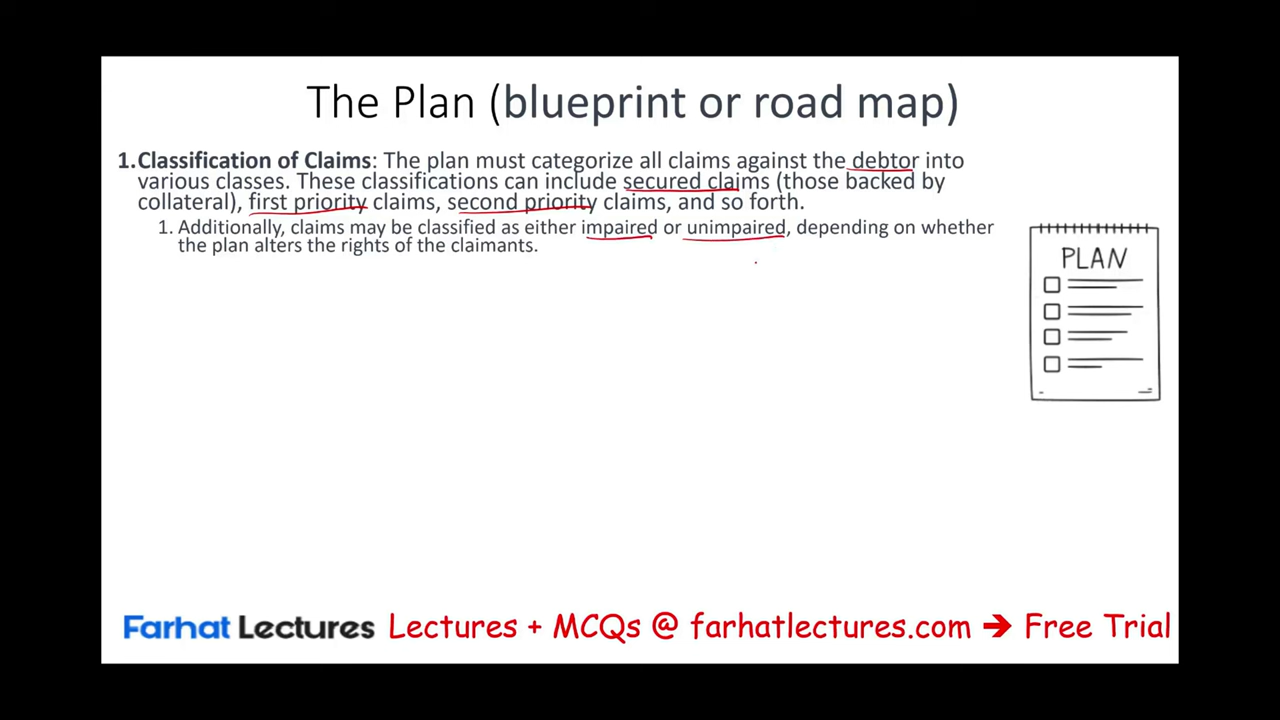 The Plan (blueprint or road map)
1.Classification of Claims: The plan must categorize all claims against the debtor into
various classes. These classifications can include secured claims (those backed by
collateral), first priority claims, second priority claims, and so forth.
1. Additionally, claims may be classified as either impaired or unimpaired, depending on whether
the plan alters the rights of the claimants.
PLAN
Farhat Lectures Lectures + MCQs @ farhatlectures.com → Free Trial